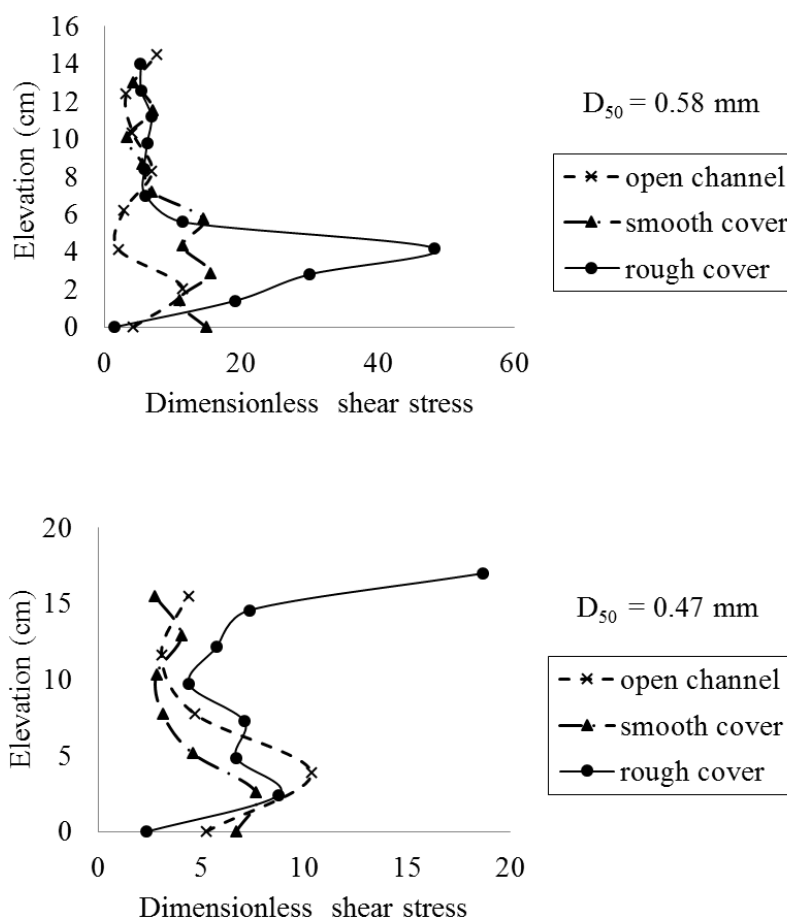 16
14
12
10
8
6
4
2
0
Elevation (cm)
0 20 40 60
Dimensionless shear stress
D50 = 0.58 mm
open channel
smooth cover
rough cover
20
15
10
5
0
Elevation (cm)
0 5 10 15 20
Dimensionless shear stress
D50 = 0.47 mm
open channel
smooth cover
rough cover